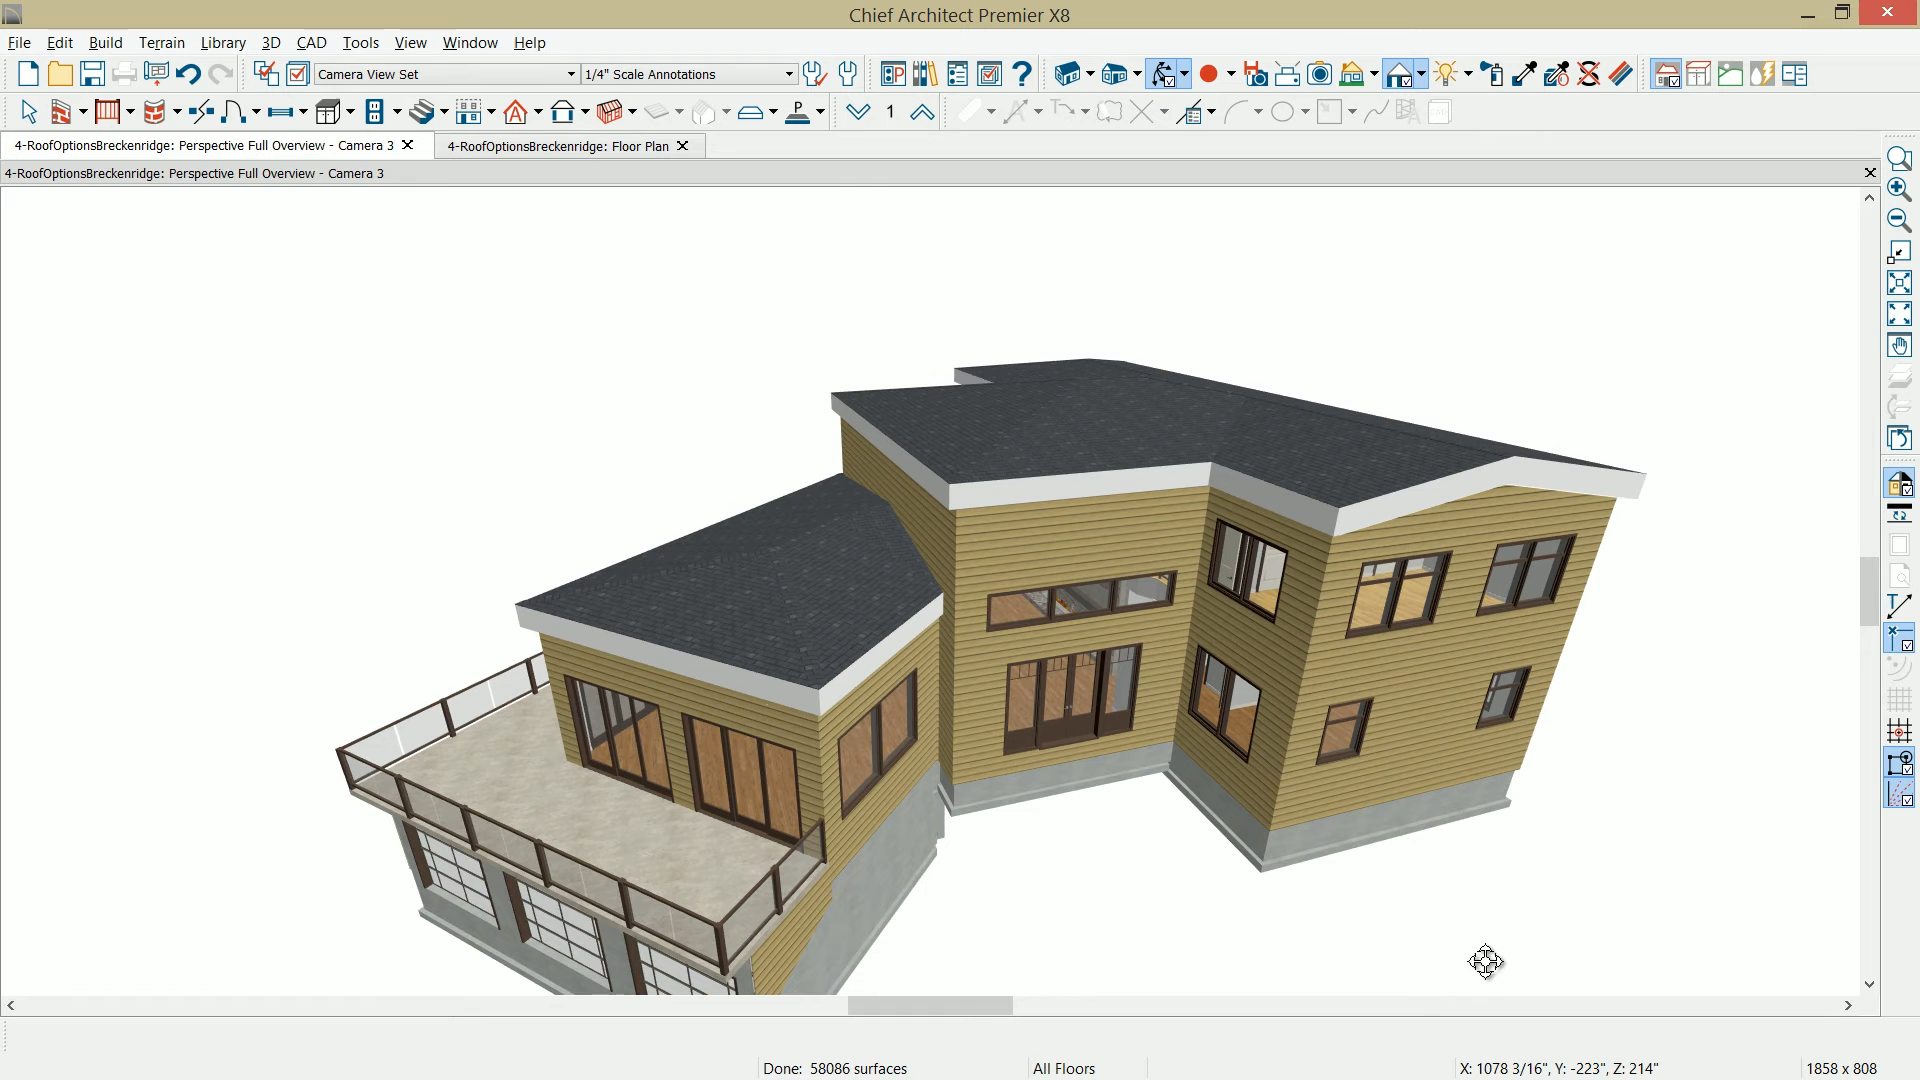 Chief Architect Premier X8
File Edit Build Terrain Library 3D CAD Tools View Window Help
Camera View Set 1/4" Scale Annotations
1
4-RoofOptionsBreckenridge: Perspective Full Overview - Camera 3 4-RoofOptionsBreckenridge: Floor Plan
4-RoofOptionsBreckenridge: Perspective Full Overview - Camera 3
Done: 58086 surfaces All Floors X: 1078 3/16", Y: -223", Z: 214" 1858 x 808